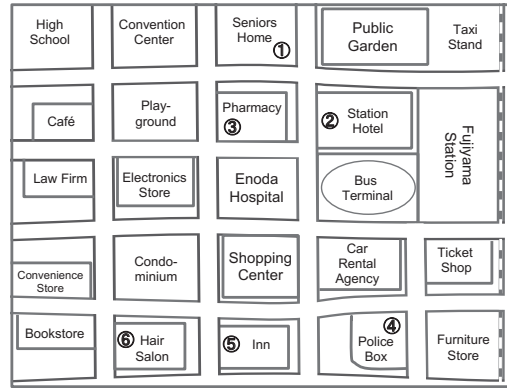 High
School
Convention
Center
Seniors
Home
①
Public
Garden
Taxi
Stand
Café
Play-
ground
Pharmacy
③
②
Station
Hotel
Fujiyama
Station
Law Firm
Electronics
Store
Enoda
Hospital
Bus
Terminal
Convenience
Store
Condo-
minium
Shopping
Center
Car
Rental
Agency
Ticket
Shop
Bookstore
⑥ Hair
Salon
⑤ Inn
④
Police
Box
Furniture
Store